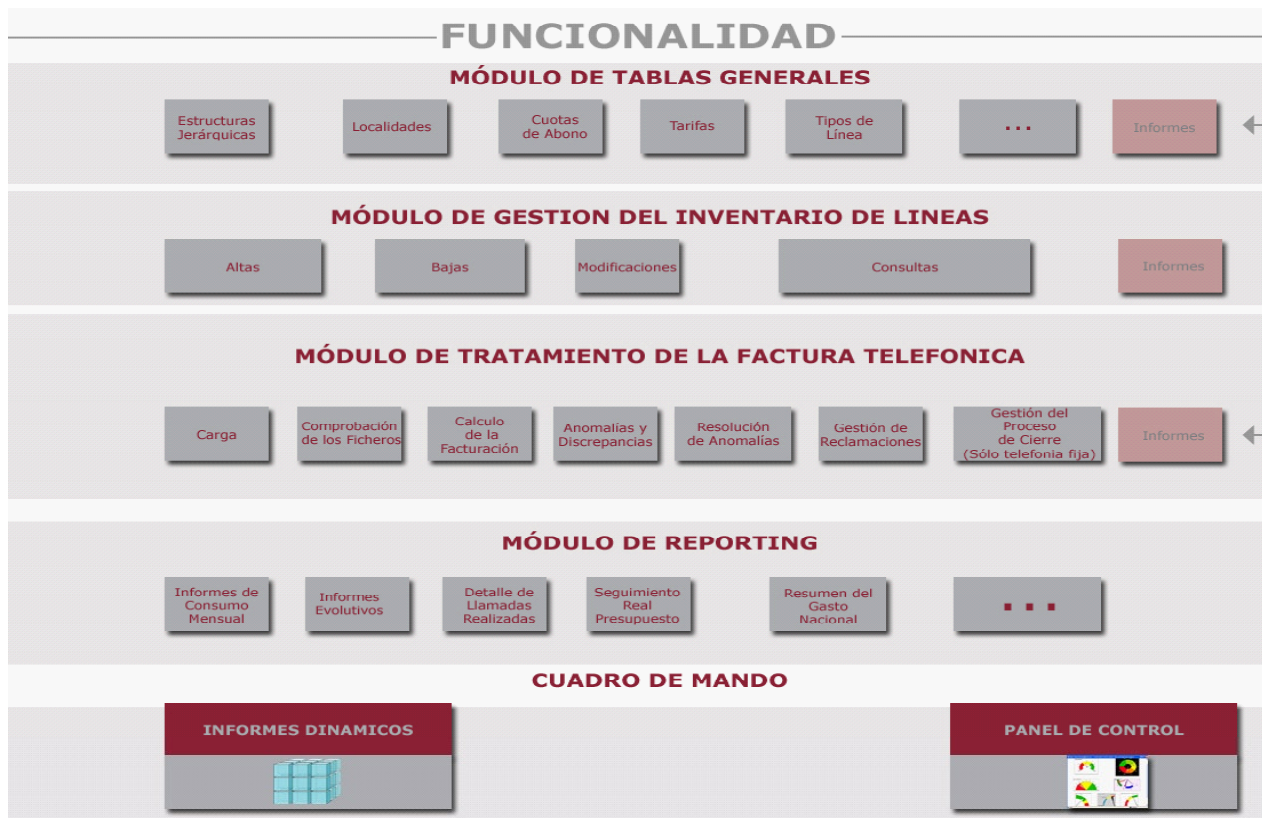 FUNCIONALIDAD
MÓDULO DE TABLAS GENERALES
Estructuras
Jerárquicas
Localidades
Cuotas
de Abono
Tarifas
Tipos de
Línea
...
Informes
MÓDULO DE GESTION DEL INVENTARIO DE LINEAS
Altas
Bajas
Modificaciones
Consultas
Informes
MÓDULO DE TRATAMIENTO DE LA FACTURA TELEFONICA
Carga
Comprobación
de los Ficheros
Calculo
de la
Facturación
Anomalías y
Discrepancias
Resolución
de Anomalías
Gestión de
Reclamaciones
Gestión del
Proceso
de Cierre
(Sólo telefonia fija)
Informes
MÓDULO DE REPORTING
Informes de
Consumo
Mensual
Informes
Evolutivos
Detalle de
Llamadas
Realizadas
Seguimiento
Real
Presupuesto
Resumen del
Gasto
Nacional
...
CUADRO DE MANDO
INFORMES DINAMICOS
PANEL DE CONTROL